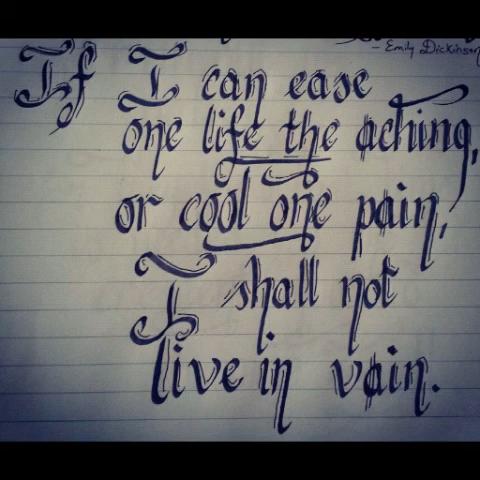 - Emily Dickinson
If I can ease
one life the aching,
or cool one pain,
I shall not
live in vain.